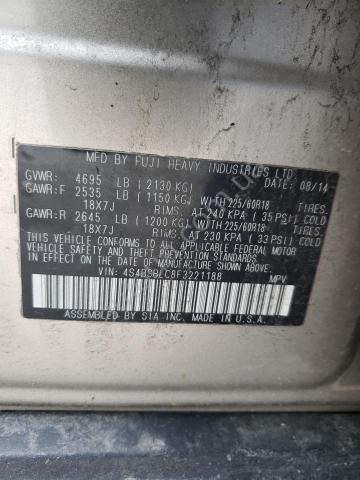 MFD BY FUJI HEAVY INDUSTRIES LTD.
GVWR: 4695 LB (2130 KG) DATE: 08/14
GAWR:F 2535 LB (1150 KG) WITH 225/60R18 TIRES.
18X7J RIMS. AT 240 KPA (35 PSI) COLD
GAWR:R 2645 LB (1200 KG) WITH 225/60R18 TIRES.
18X7J RIMS. AT 230 KPA (33 PSI) COLD
THIS VEHICLE CONFORMS TO ALL APPLICABLE
FEDERAL MOTOR VEHICLE SAFETY STANDARDS IN EFFECT
ON THE DATE OF MANUFACTURE SHOWN ABOVE.
VIN: MPV
ASSEMBLED BY SIA INC. MADE IN U.S.A.